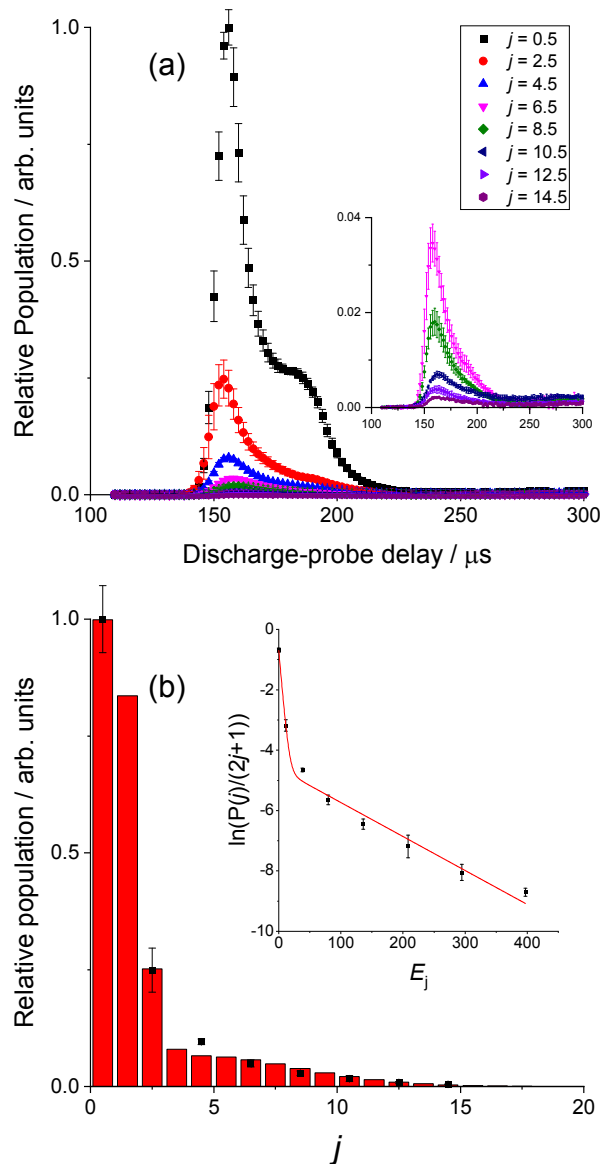 (a)
Relative Population / arb. units
1.0
0.5
0.0
100
150
200
250
300
Discharge-probe delay / μs
j = 0.5
j = 2.5
j = 4.5
j = 6.5
j = 8.5
j = 10.5
j = 12.5
j = 14.5
0.04
0.02
0.00
100
150
200
250
300
(b)
Relative population / arb. units
1.0
0.5
0.0
0
5
10
15
20
j
ln(P(j)/(2j+1))
0
-2
-4
-6
-8
-10
0
100
200
300
400
Ej